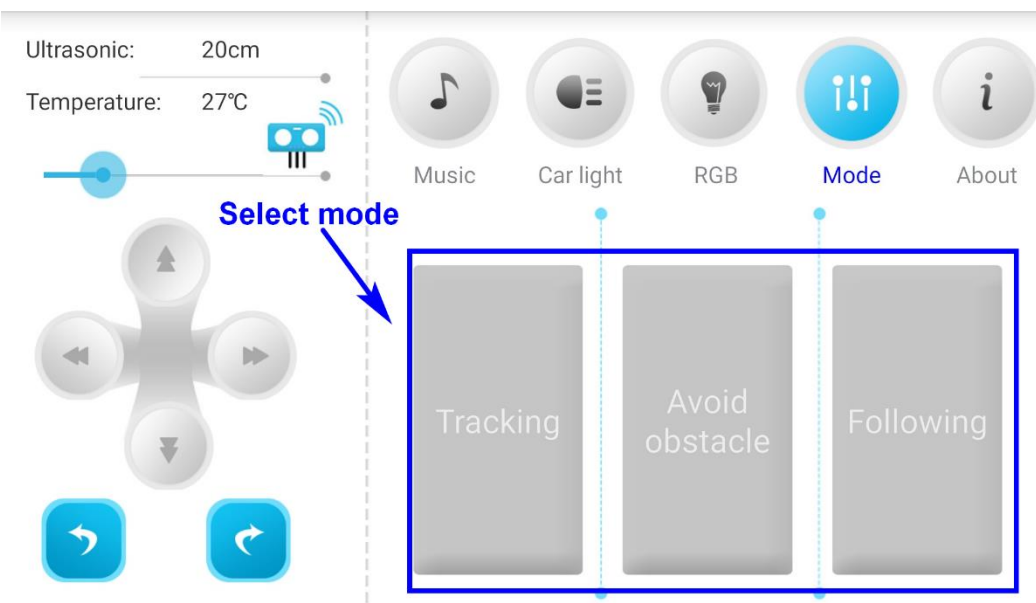 Ultrasonic: 20cm
Temperature: 27℃
Music Car light RGB Mode About
Select mode
Tracking
Avoid
obstacle
Following